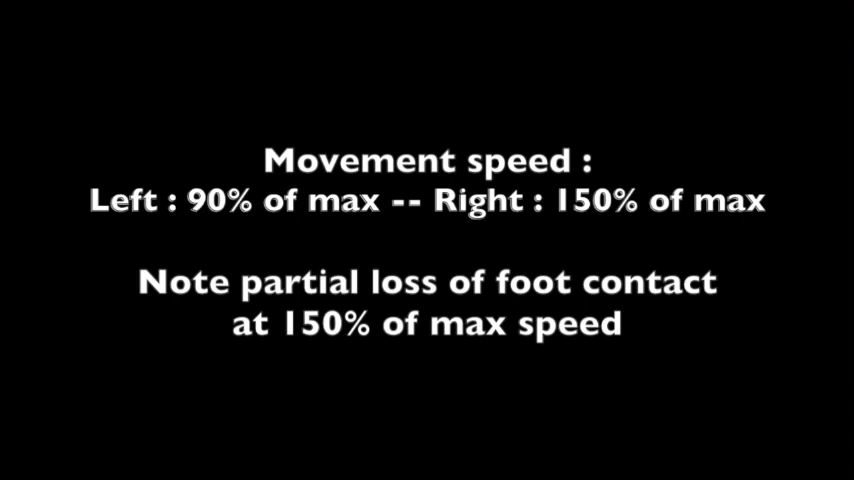 Movement speed :
Left : 90% of max -- Right : 150% of max
Note partial loss of foot contact
at 150% of max speed